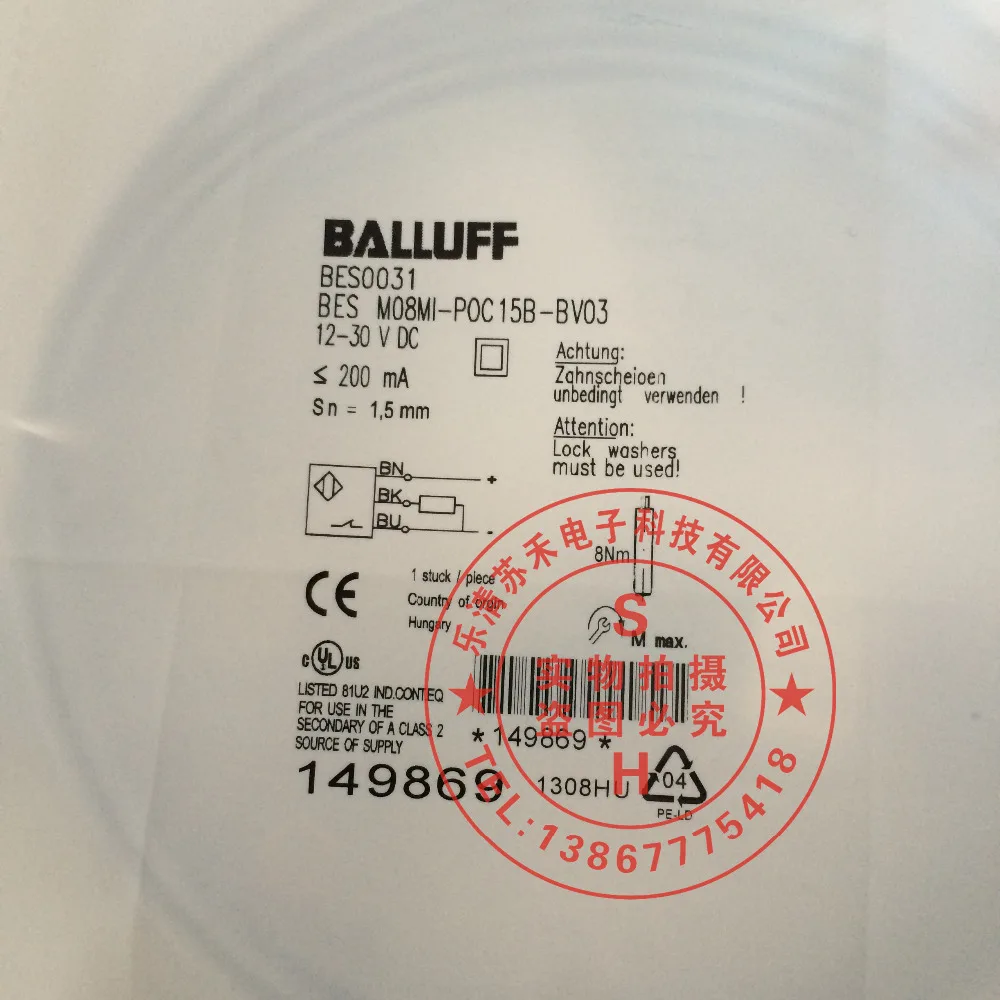 BALLUFF
BES0031
BES M08MI-POC15B-BV03
12-30 V DC
≤ 200 mA
Sn = 1,5 mm
Achtung:
Zahnscheioen
unbedingt verwenden !
Attention:
Lock washers
must be used!
BN +
BK
BU -
8Nm
M max.
CE
1 stuck / piece
Country of orgin
Hungary
c UL US
LISTED 81U2 IND.CONT.EQ
FOR USE IN THE
SECONDARY OF A CLASS 2
SOURCE OF SUPPLY
149869
*149869*
1308HU
04
PE-LD
乐清苏禾电子科技有限公司
S
实物拍摄
盗图必究
H
TEL:13867775418